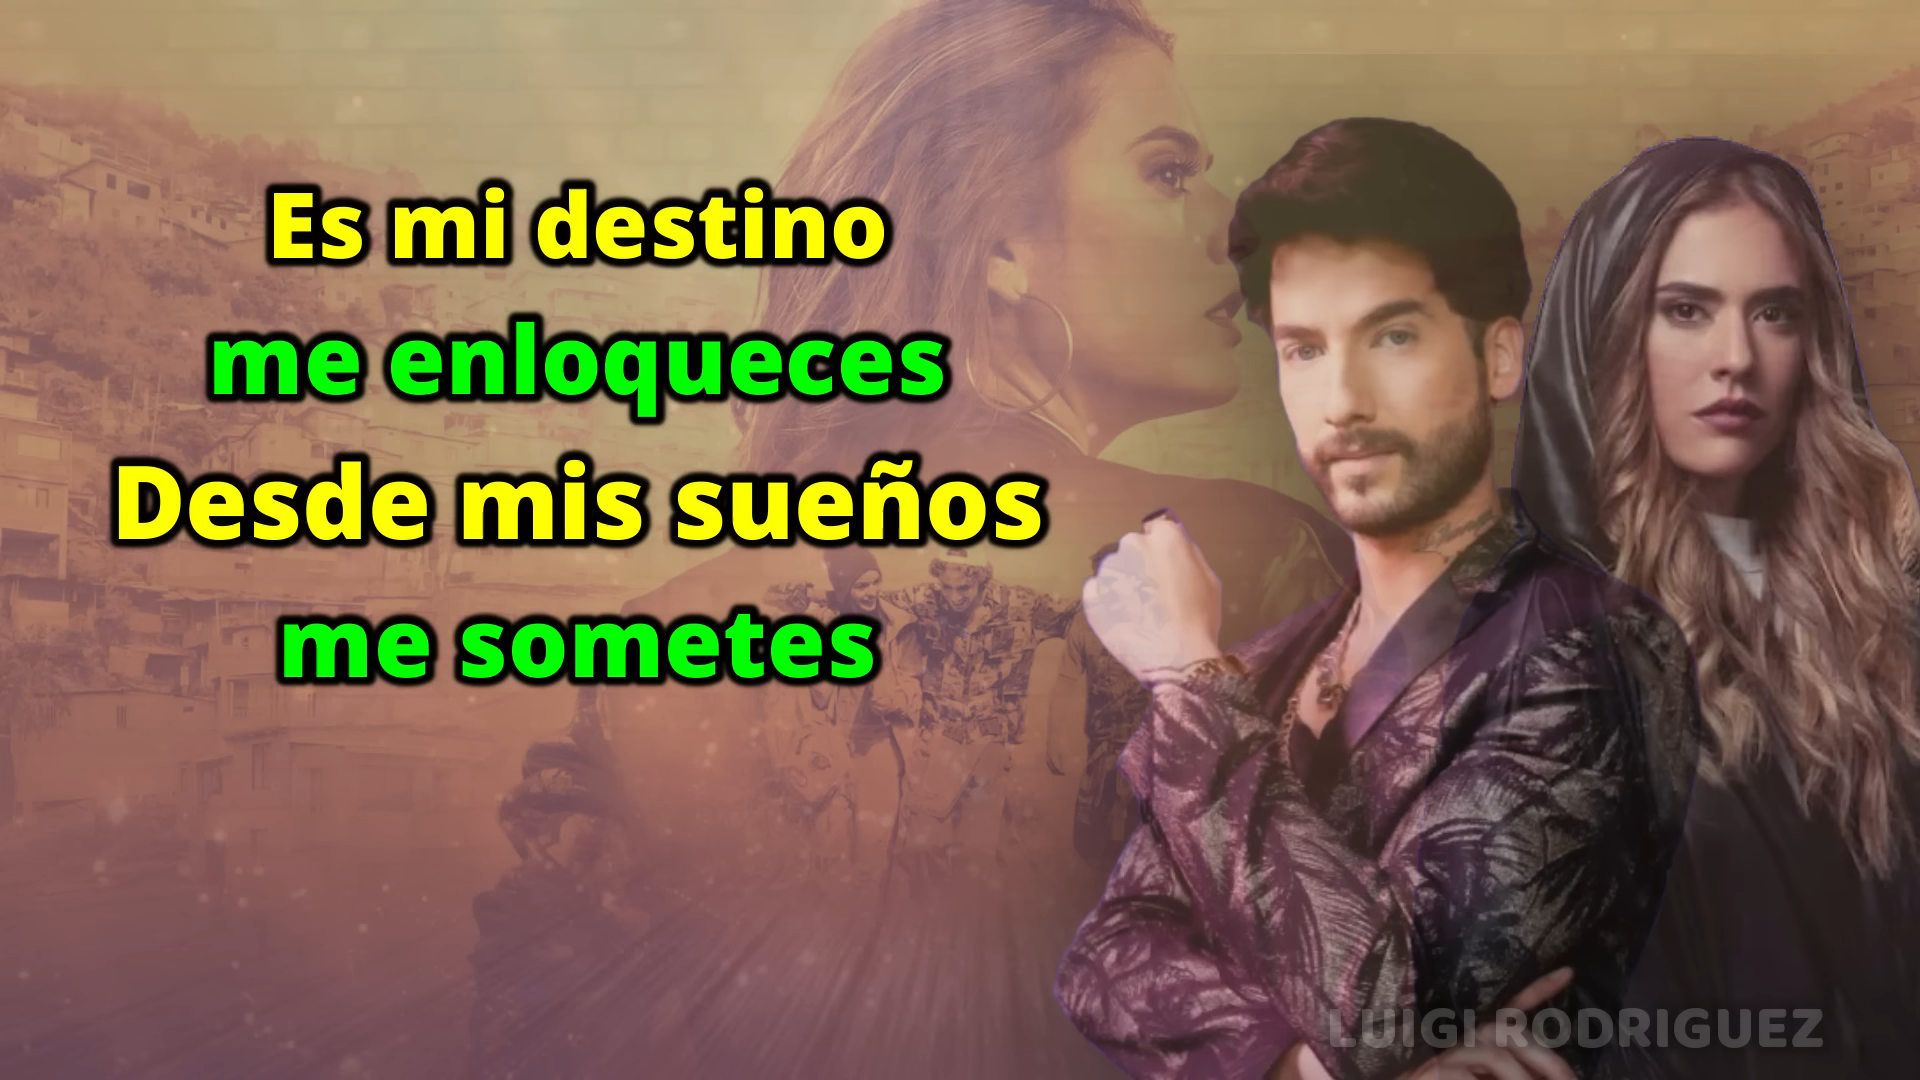 Es mi destino
me enloqueces
Desde mis sueños
me sometes
LUIGI RODRIGUEZ